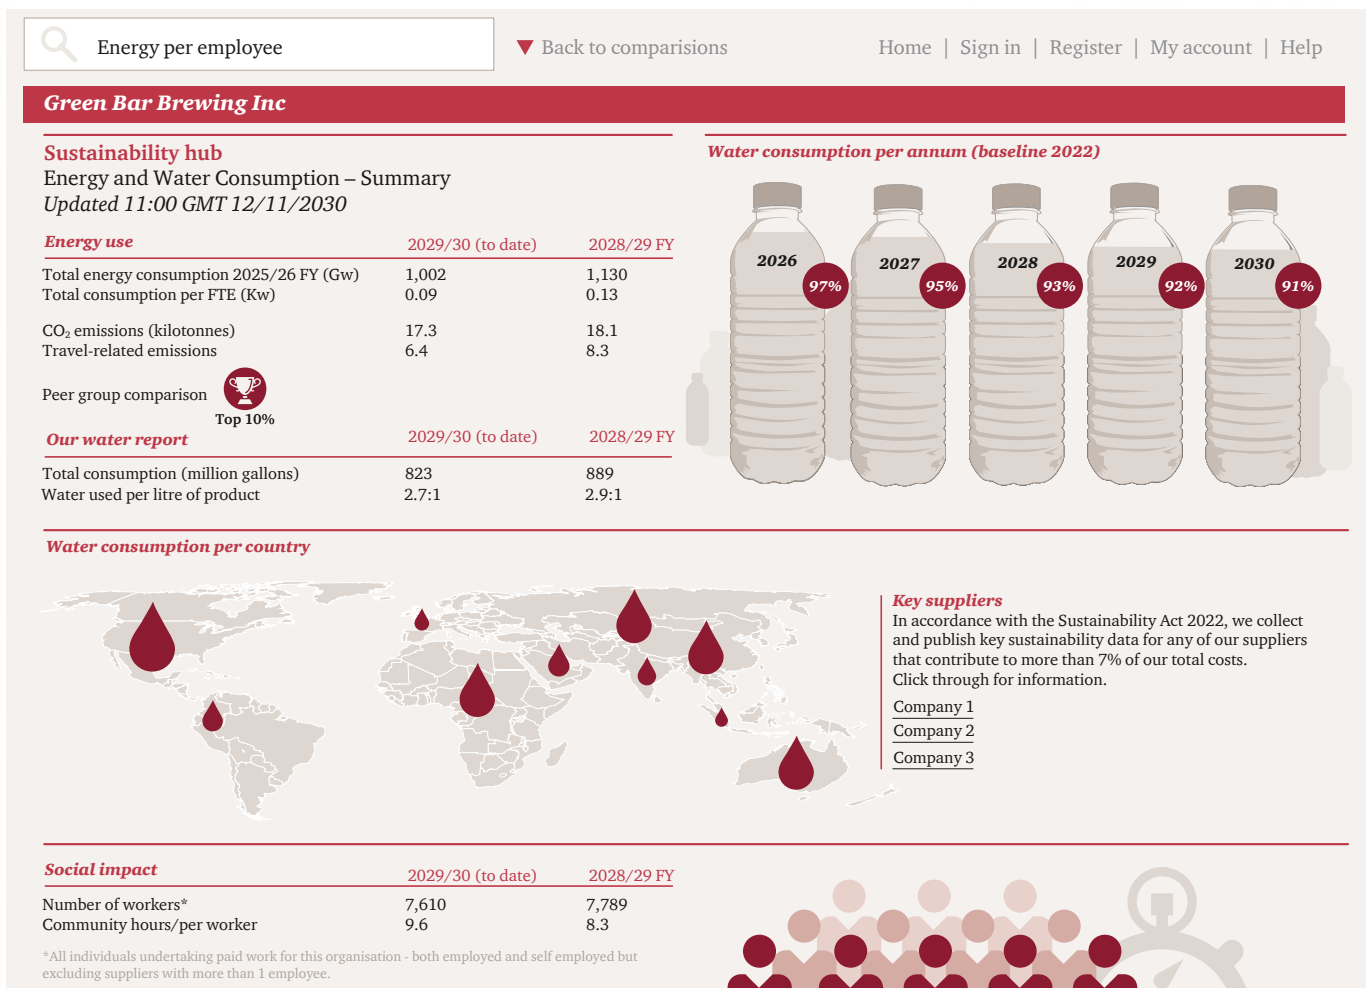 Energy per employee
Back to comparisions
Home | Sign in | Register | My account | Help
Green Bar Brewing Inc
Sustainability hub
Energy and Water Consumption – Summary
Updated 11:00 GMT 12/11/2030
Energy use 2029/30 (to date) 2028/29 FY
Total energy consumption 2025/26 FY (Gw) 1,002 1,130
Total consumption per FTE (Kw) 0.09 0.13
CO₂ emissions (kilotonnes) 17.3 18.1
Travel-related emissions 6.4 8.3
Peer group comparison
Top 10%
Our water report 2029/30 (to date) 2028/29 FY
Total consumption (million gallons) 823 889
Water used per litre of product 2.7:1 2.9:1
Water consumption per annum (baseline 2022)
2026 2027 2028 2029 2030
97% 95% 93% 92% 91%
Water consumption per country
Key suppliers
In accordance with the Sustainability Act 2022, we collect
and publish key sustainability data for any of our suppliers
that contribute to more than 7% of our total costs.
Click through for information.
Company 1
Company 2
Company 3
Social impact 2029/30 (to date) 2028/29 FY
Number of workers* 7,610 7,789
Community hours/per worker 9.6 8.3
*All individuals undertaking paid work for this organisation - both employed and self employed but
excluding suppliers with more than 1 employee.